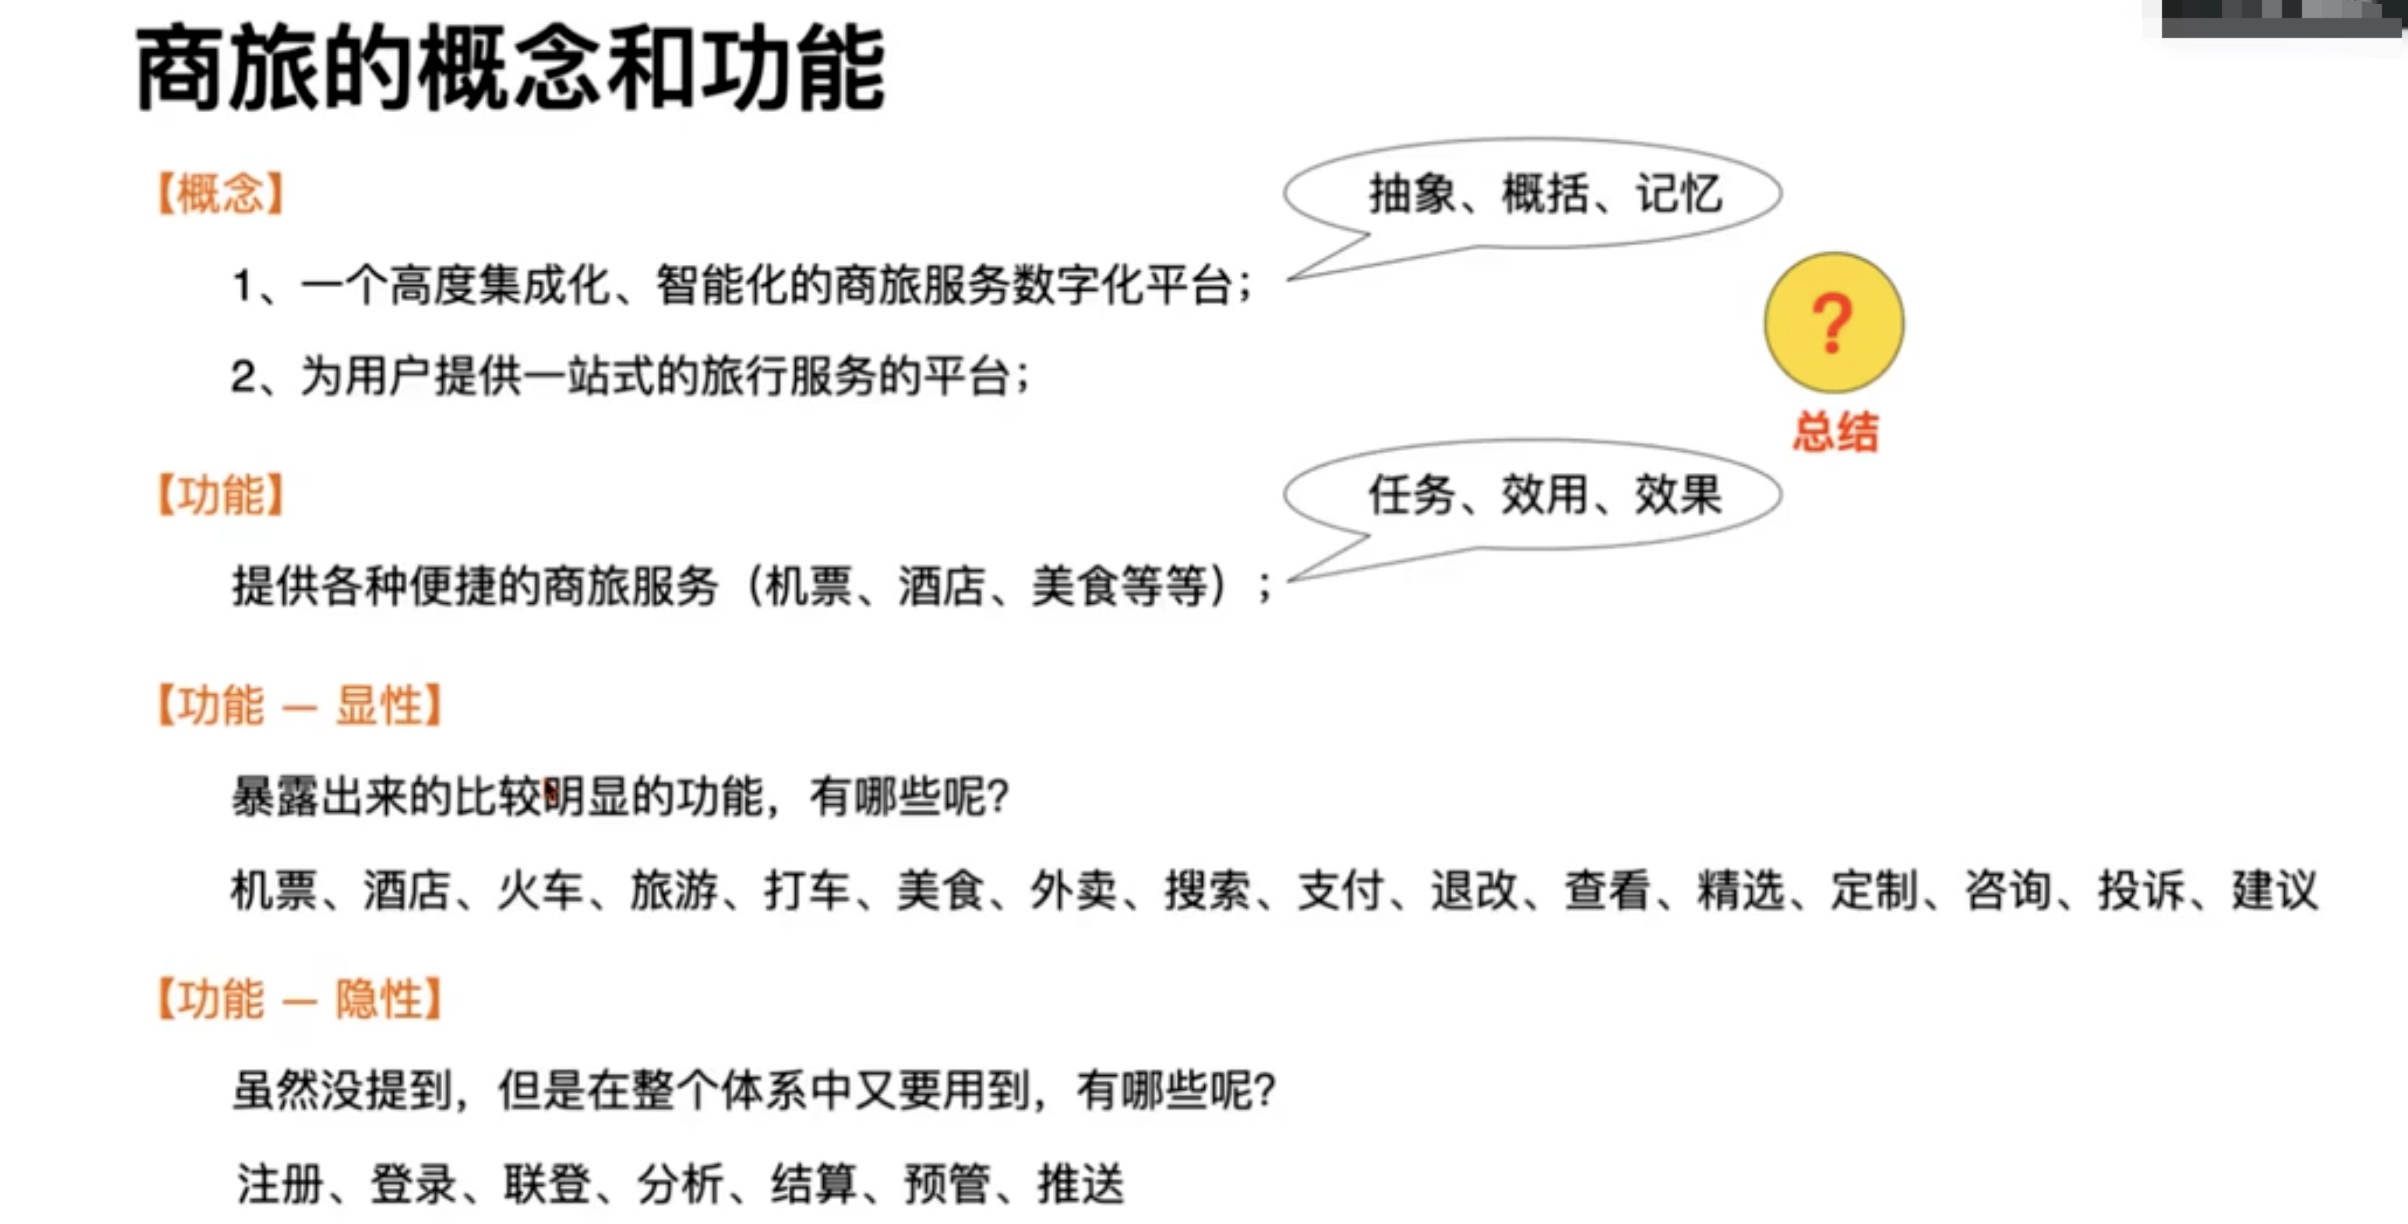 商旅的概念和功能
【概念】
抽象、概括、记忆
1、一个高度集成化、智能化的商旅服务数字化平台；
2、为用户提供一站式的旅行服务的平台；
?
总结
【功能】
任务、效用、效果
提供各种便捷的商旅服务（机票、酒店、美食等等）；
【功能 — 显性】
暴露出来的比较明显的功能，有哪些呢？
机票、酒店、火车、旅游、打车、美食、外卖、搜索、支付、退改、查看、精选、定制、咨询、投诉、建议
【功能 — 隐性】
虽然没提到，但是在整个体系中又要用到，有哪些呢？
注册、登录、联登、分析、结算、预管、推送